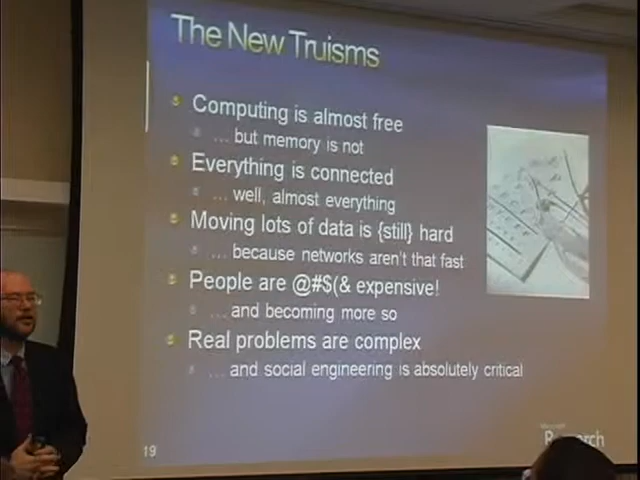 The New Truisms
Computing is almost free
... but memory is not
Everything is connected
... well, almost everything
Moving lots of data is {still} hard
... because networks aren't that fast
People are @#$(& expensive!
... and becoming more so
Real problems are complex
... and social engineering is absolutely critical
19
Research